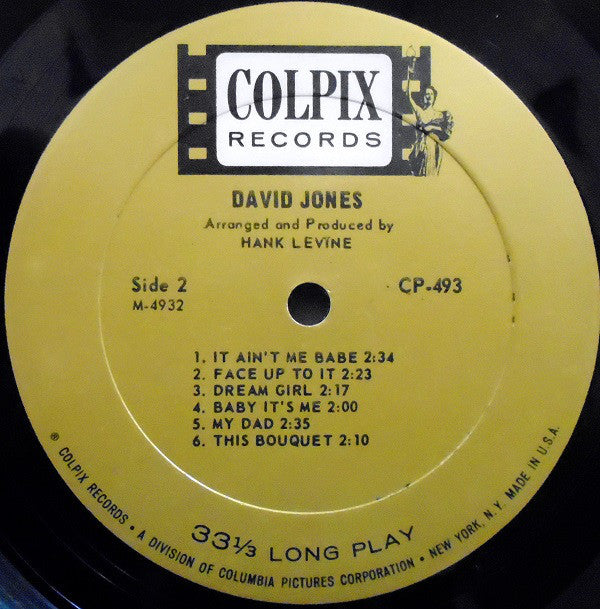 COLPIX
RECORDS
DAVID JONES
Arranged and Produced by
HANK LEVINE
Side 2
M-4932
CP-493
1. IT AIN'T ME BABE 2:34
2. FACE UP TO IT 2:23
3. DREAM GIRL 2:17
4. BABY IT'S ME 2:00
5. MY DAD 2:35
6. THIS BOUQUET 2:10
33⅓ LONG PLAY
® COLPIX RECORDS • A DIVISION OF COLUMBIA PICTURES CORPORATION • NEW YORK, N. Y. MADE IN U.S.A.